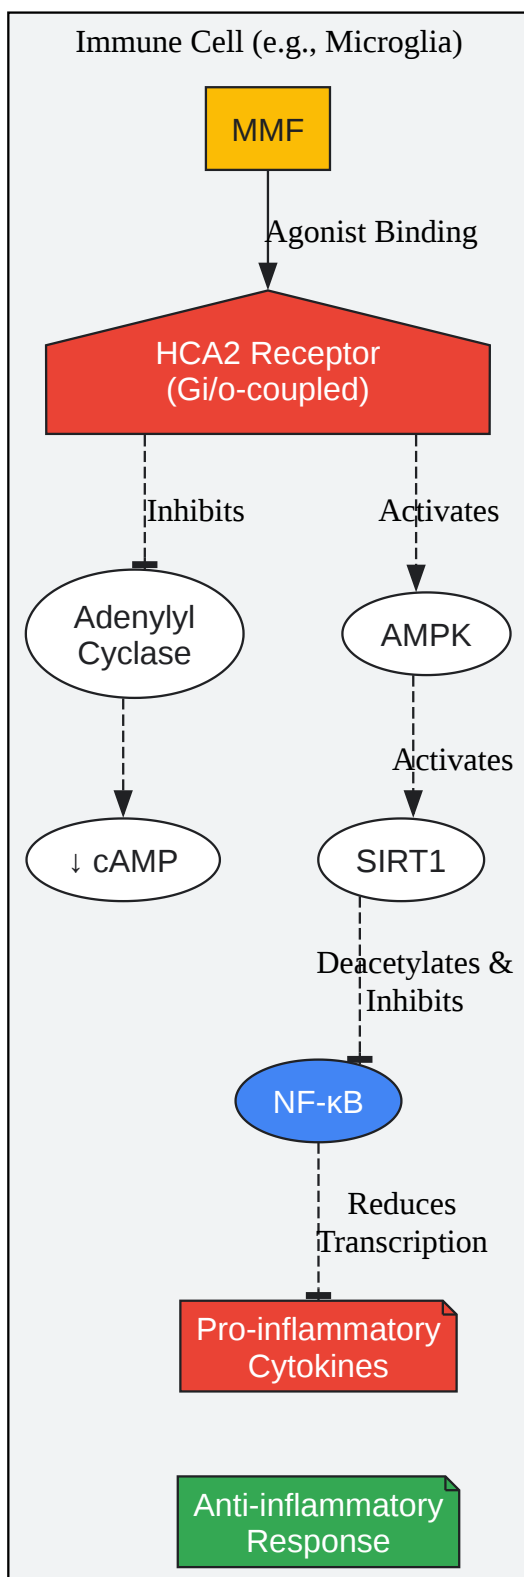 Immune Cell (e.g., Microglia)
MMF
Agonist Binding
HCA2 Receptor
(Gi/o-coupled)
Inhibits
Activates
Adenylyl
Cyclase
AMPK
Activates
↓ cAMP
SIRT1
Deacetylates &
Inhibits
NF-κB
Reduces
Transcription
Pro-inflammatory
Cytokines
Anti-inflammatory
Response